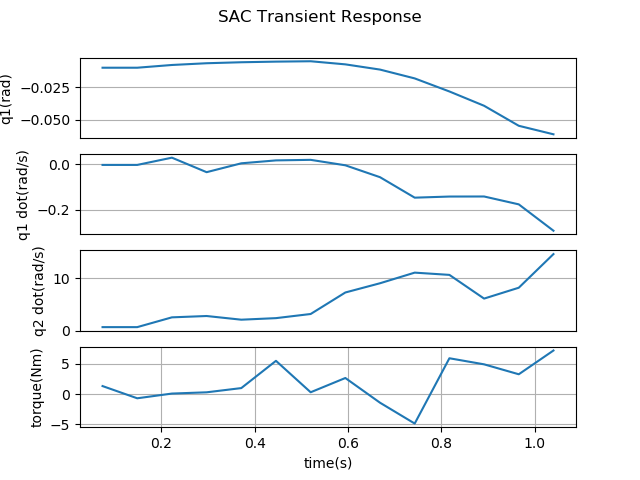 SAC Transient Response
q1(rad)
−0.025
−0.050
q1 dot(rad/s)
0.0
−0.2
q2 dot(rad/s)
10
0
torque(Nm)
5
0
−5
0.2 0.4 0.6 0.8 1.0
time(s)